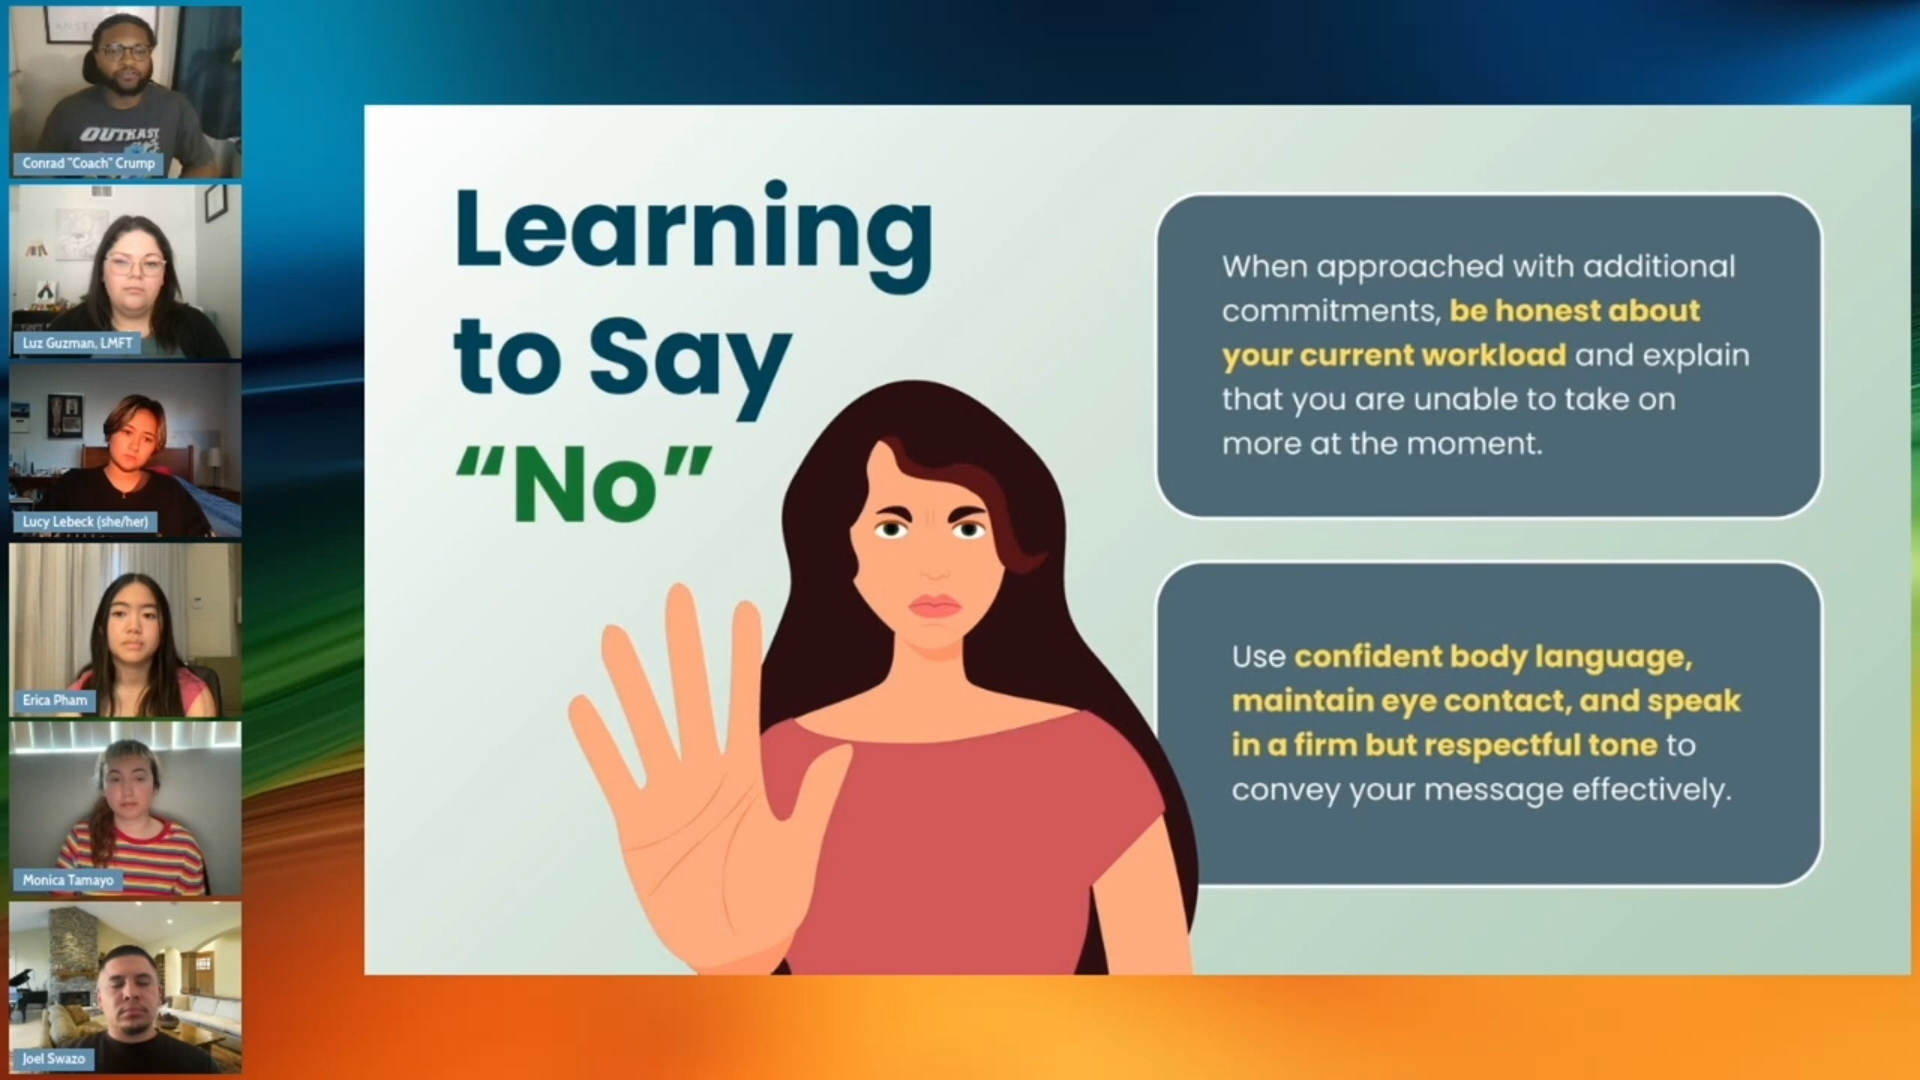 OUTKAST
Conrad "Coach" Crump
Luz Guzman, LMFT
Lucy Lebeck (she/her)
Erica Pham
Monica Tamayo
Joel Swazo
Learning
to Say
“No”
When approached with additional
commitments, be honest about
your current workload and explain
that you are unable to take on
more at the moment.
Use confident body language,
maintain eye contact, and speak
in a firm but respectful tone to
convey your message effectively.